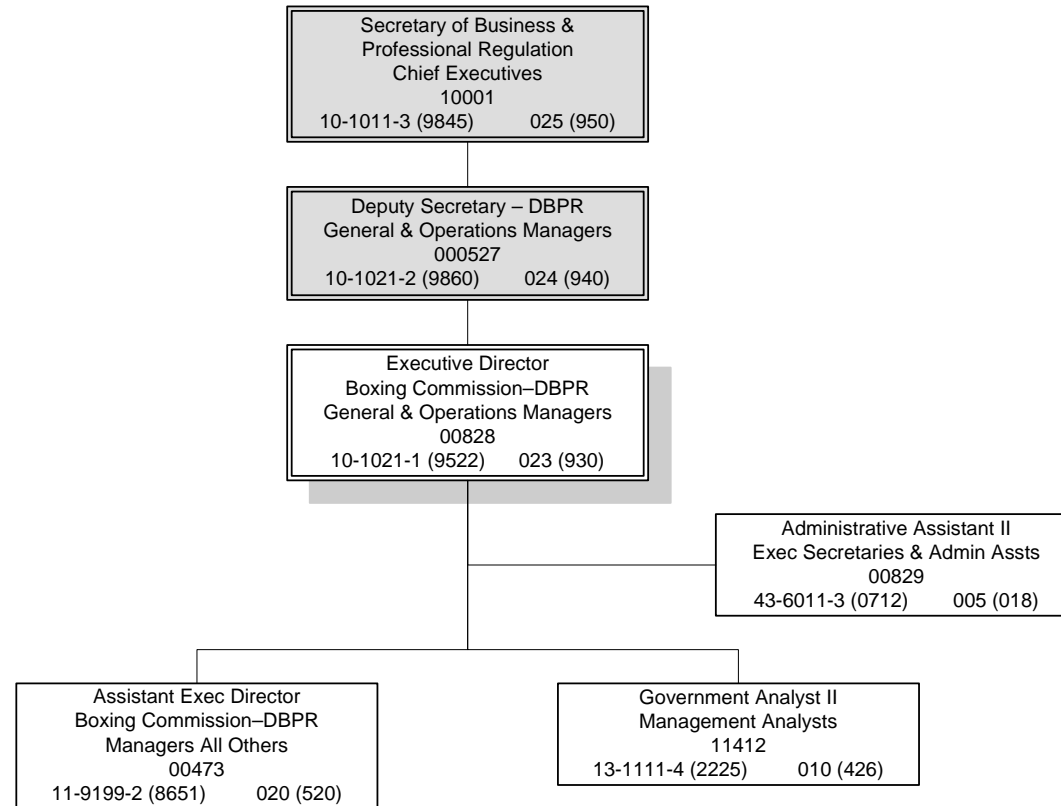 Secretary of Business &
Professional Regulation
Chief Executives
10001
10-1011-3 (9845) 025 (950)
Deputy Secretary – DBPR
General & Operations Managers
000527
10-1021-2 (9860) 024 (940)
Executive Director
Boxing Commission–DBPR
General & Operations Managers
00828
10-1021-1 (9522) 023 (930)
Administrative Assistant II
Exec Secretaries & Admin Assts
00829
43-6011-3 (0712) 005 (018)
Assistant Exec Director
Boxing Commission–DBPR
Managers All Others
00473
11-9199-2 (8651) 020 (520)
Government Analyst II
Management Analysts
11412
13-1111-4 (2225) 010 (426)